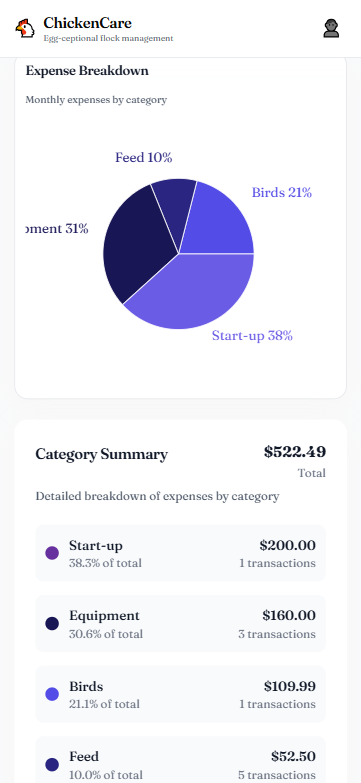 ChickenCare
Egg-ceptional flock management
Expense Breakdown
Monthly expenses by category
Feed 10%
Birds 21%
pment 31%
Start-up 38%
Category Summary
$522.49
Total
Detailed breakdown of expenses by category
Start-up
$200.00
38.3% of total
1 transactions
Equipment
$160.00
30.6% of total
3 transactions
Birds
$109.99
21.1% of total
1 transactions
Feed
$52.50
10.0% of total
5 transactions